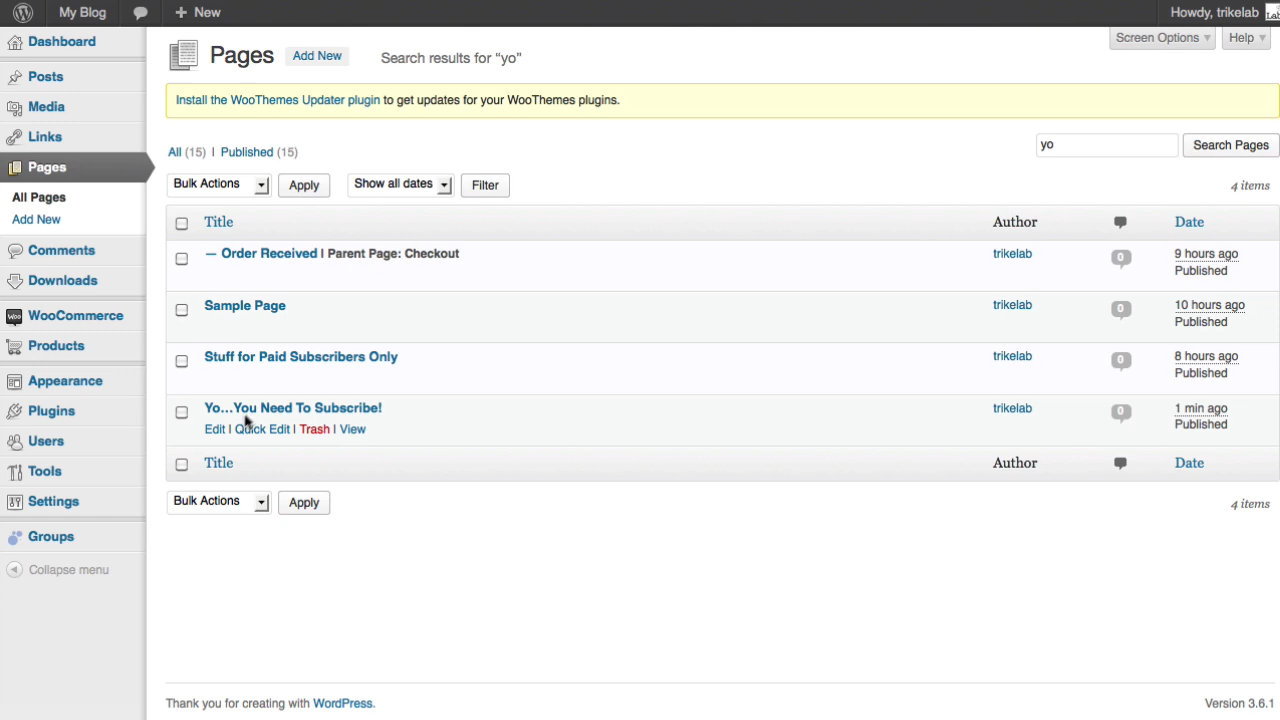 My Blog + New Howdy, trikelab
Dashboard
Posts
Media
Links
Pages
All Pages
Add New
Comments
Downloads
WooCommerce
Products
Appearance
Plugins
Users
Tools
Settings
Groups
Collapse menu
Screen Options Help
Pages Add New Search results for “yo”
Install the WooThemes Updater plugin to get updates for your WooThemes plugins.
All (15) | Published (15)
yo Search Pages
Bulk Actions Apply Show all dates Filter 4 items
Title Author Date
— Order Received | Parent Page: Checkout trikelab 0 9 hours ago
Published
Sample Page trikelab 0 10 hours ago
Published
Stuff for Paid Subscribers Only trikelab 0 8 hours ago
Published
Yo…You Need To Subscribe! trikelab 0 1 min ago
Edit | Quick Edit | Trash | View Published
Title Author Date
Bulk Actions Apply 4 items
Thank you for creating with WordPress. Version 3.6.1